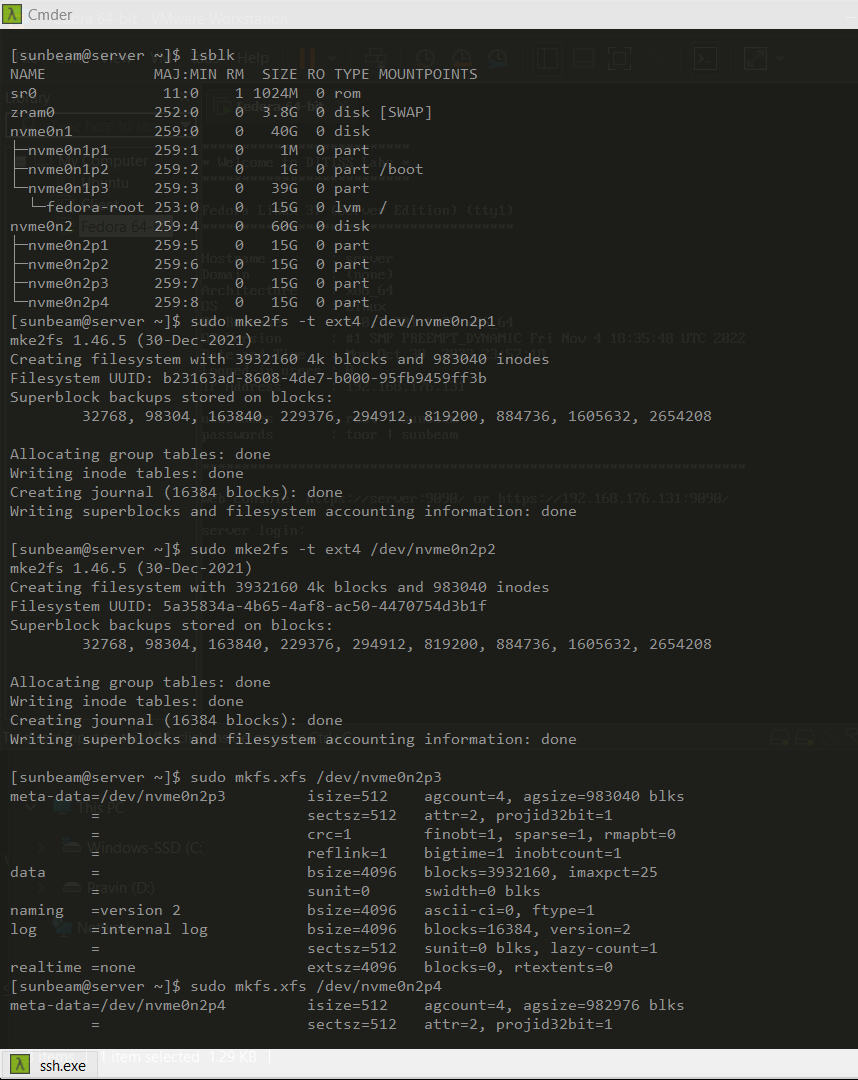 Cmder
[sunbeam@server ~]$ lsblk
NAME            MAJ:MIN RM  SIZE RO TYPE MOUNTPOINTS
sr0              11:0    1 1024M  0 rom
zram0           252:0    0  3.8G  0 disk [SWAP]
nvme0n1         259:0    0   40G  0 disk
├─nvme0n1p1     259:1    0    1M  0 part
├─nvme0n1p2     259:2    0    1G  0 part /boot
└─nvme0n1p3     259:3    0   39G  0 part
  └─fedora-root 253:0    0   15G  0 lvm  /
nvme0n2         259:4    0   60G  0 disk
├─nvme0n2p1     259:5    0   15G  0 part
├─nvme0n2p2     259:6    0   15G  0 part
├─nvme0n2p3     259:7    0   15G  0 part
└─nvme0n2p4     259:8    0   15G  0 part
[sunbeam@server ~]$ sudo mke2fs -t ext4 /dev/nvme0n2p1
mke2fs 1.46.5 (30-Dec-2021)
Creating filesystem with 3932160 4k blocks and 983040 inodes
Filesystem UUID: b23163ad-8608-4de7-b000-95fb9459ff3b
Superblock backups stored on blocks:
        32768, 98304, 163840, 229376, 294912, 819200, 884736, 1605632, 2654208
Allocating group tables: done
Writing inode tables: done
Creating journal (16384 blocks): done
Writing superblocks and filesystem accounting information: done
[sunbeam@server ~]$ sudo mke2fs -t ext4 /dev/nvme0n2p2
mke2fs 1.46.5 (30-Dec-2021)
Creating filesystem with 3932160 4k blocks and 983040 inodes
Filesystem UUID: 5a35834a-4b65-4af8-ac50-4470754d3b1f
Superblock backups stored on blocks:
        32768, 98304, 163840, 229376, 294912, 819200, 884736, 1605632, 2654208
Allocating group tables: done
Writing inode tables: done
Creating journal (16384 blocks): done
Writing superblocks and filesystem accounting information: done
[sunbeam@server ~]$ sudo mkfs.xfs /dev/nvme0n2p3
meta-data=/dev/nvme0n2p3         isize=512    agcount=4, agsize=983040 blks
         =                       sectsz=512   attr=2, projid32bit=1
         =                       crc=1        finobt=1, sparse=1, rmapbt=0
         =                       reflink=1    bigtime=1 inobtcount=1
data     =                       bsize=4096   blocks=3932160, imaxpct=25
         =                       sunit=0      swidth=0 blks
naming   =version 2              bsize=4096   ascii-ci=0, ftype=1
log      =internal log           bsize=4096   blocks=16384, version=2
         =                       sectsz=512   sunit=0 blks, lazy-count=1
realtime =none                   extsz=4096   blocks=0, rtextents=0
[sunbeam@server ~]$ sudo mkfs.xfs /dev/nvme0n2p4
meta-data=/dev/nvme0n2p4         isize=512    agcount=4, agsize=982976 blks
         =                       sectsz=512   attr=2, projid32bit=1
1 item selected 1.29 KB
ssh.exe